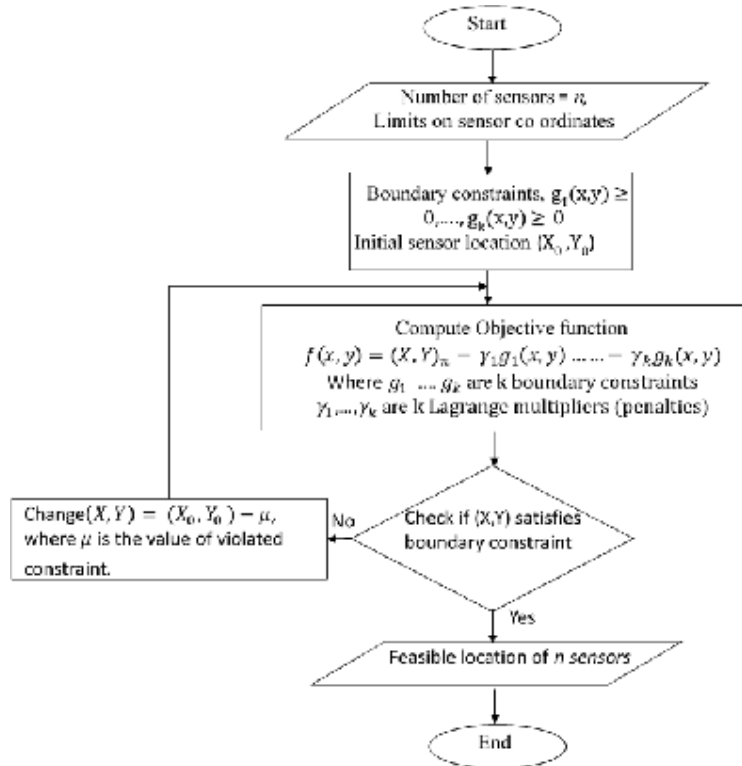 Start
Number of sensors = n,
Limits on sensor co ordinates
Boundary constraints, g₁(x,y) ≥
0,....,gₖ(x,y) ≥ 0
Initial sensor location (X₀,Y₀)
Compute Objective function
f(x,y) = (X,Y)ₙ − γ₁g₁(x,y) ...... − γₖgₖ(x,y)
Where g₁ ....gₖ are k boundary constraints
γ₁,...,γₖ are k Lagrange multipliers (penalties)
Change(X,Y) = (X₀,Y₀) − μ,
where μ is the value of violated
constraint.
No
Check if (X,Y) satisfies
boundary constraint
Yes
Feasible location of n sensors
End